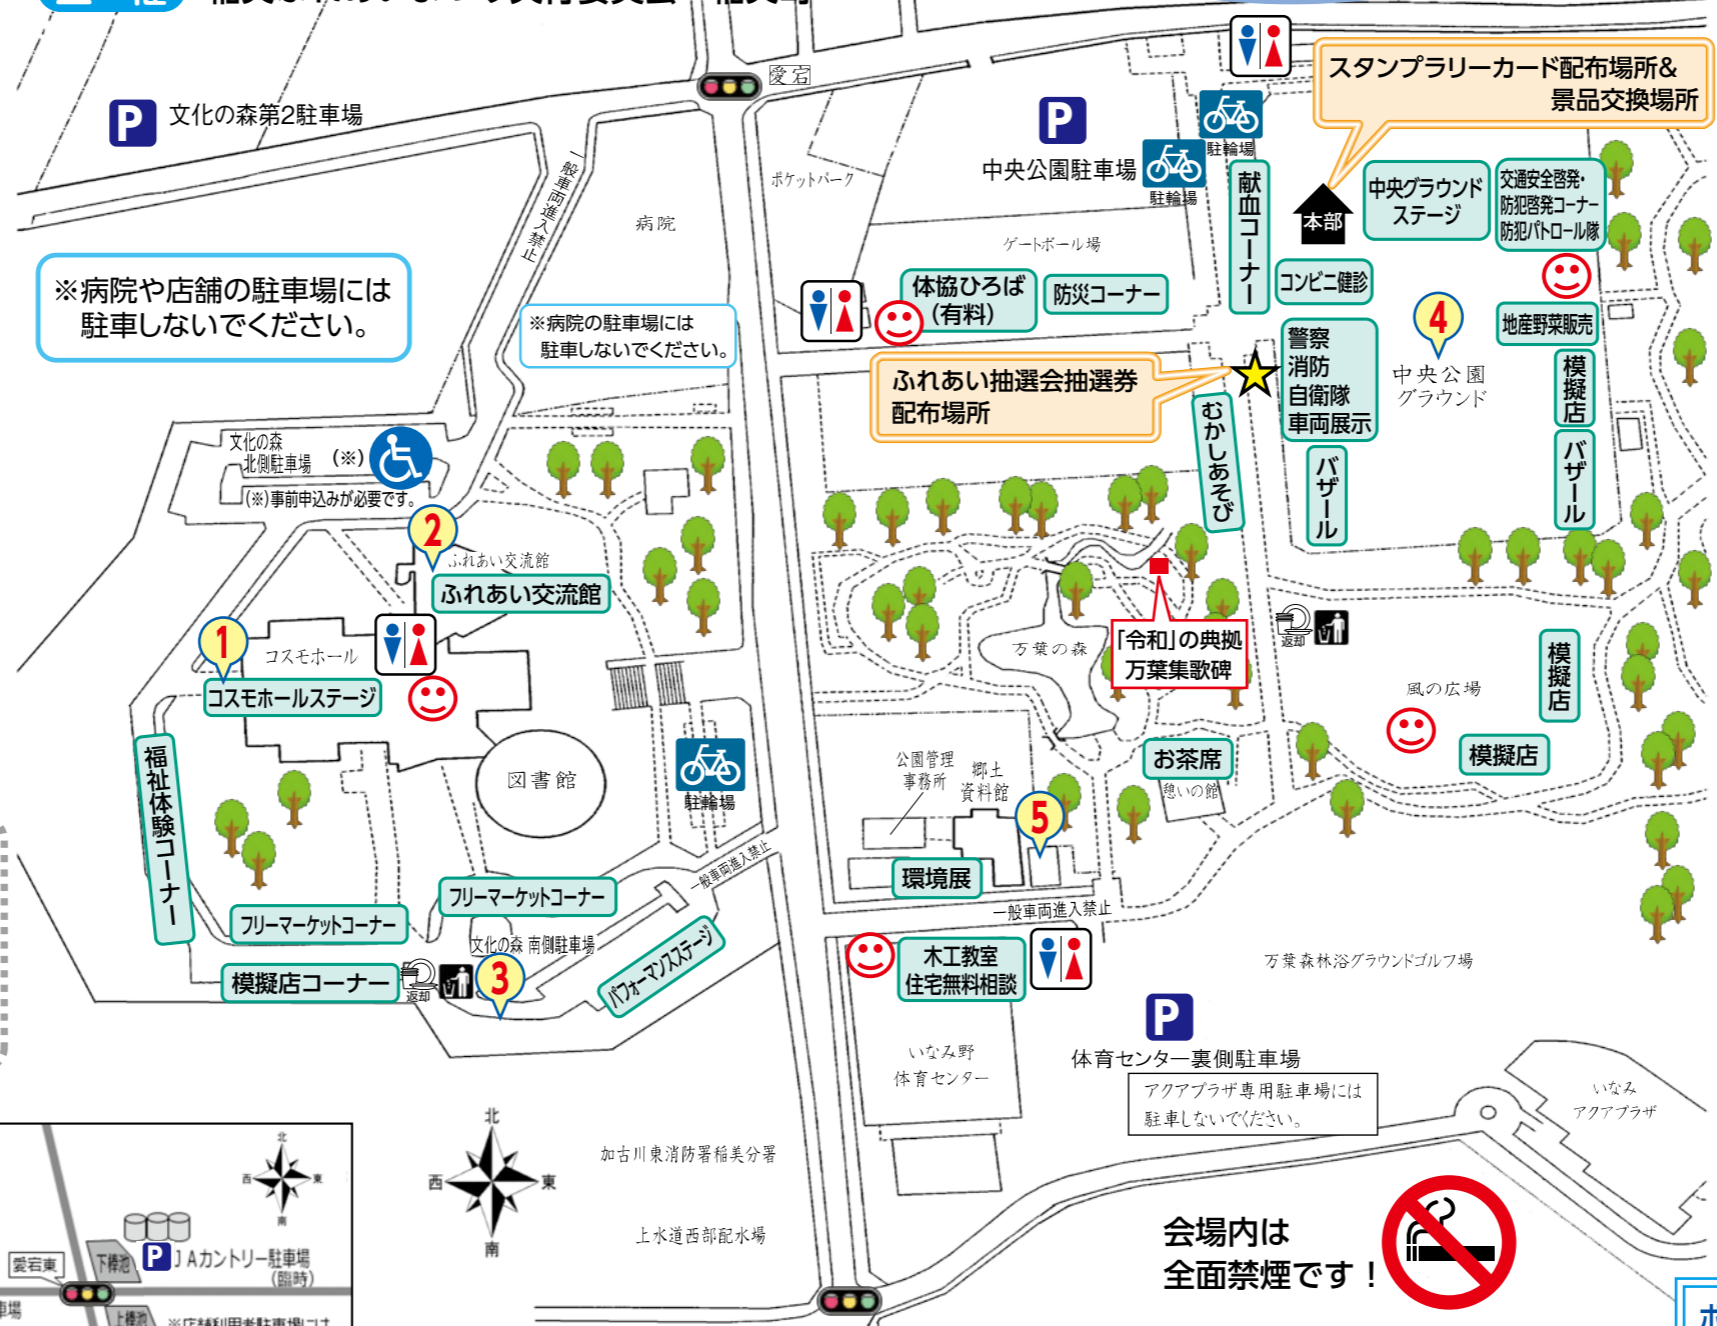 愛宕
P 文化の森第2駐車場
一般車両進入禁止
病院
ポケットパーク
P
中央公園駐車場
駐輪場
駐輪場
スタンプラリーカード配布場所&
景品交換場所
※病院や店舗の駐車場には
駐車しないでください。
※病院の駐車場には
駐車しないでください。
ゲートボール場
体協ひろば
(有料)
防災コーナー
献血コーナー
本部
中央グラウンド
ステージ
交通安全啓発・
防犯啓発コーナー
防犯パトロール隊
コンビニ健診
地産野菜販売
警察
消防
自衛隊
車両展示
4
中央公園
グラウンド
模擬店
バザール
バザール
ふれあい抽選会抽選券
配布場所
むかしあそび
文化の森
北側駐車場 (※)
(※)事前申込みが必要です。
2
ふれあい交流館
ふれあい交流館
1
コスモホール
コスモホールステージ
図書館
駐輪場
福祉体験コーナー
フリーマーケットコーナー
フリーマーケットコーナー
一般車両進入禁止
文化の森 南側駐車場
模擬店コーナー
返却
3
パフォーマンスステージ
万葉の森
「令和」の典拠
万葉集歌碑
返却
風の広場
模擬店
模擬店
お茶席
憩いの館
公園管理
事務所
郷土
資料館
5
環境展
一般車両進入禁止
木工教室
住宅無料相談
万葉森林浴グラウンドゴルフ場
P
体育センター裏側駐車場
アクアプラザ専用駐車場には
駐車しないでください。
いなみ野
体育センター
いなみ
アクアプラザ
加古川東消防署稲美分署
上水道西部配水場
北
西
東
南
会場内は
全面禁煙です!
北
西
東
南
愛宕東
下棒池
P JAカントリー駐車場
(臨時)